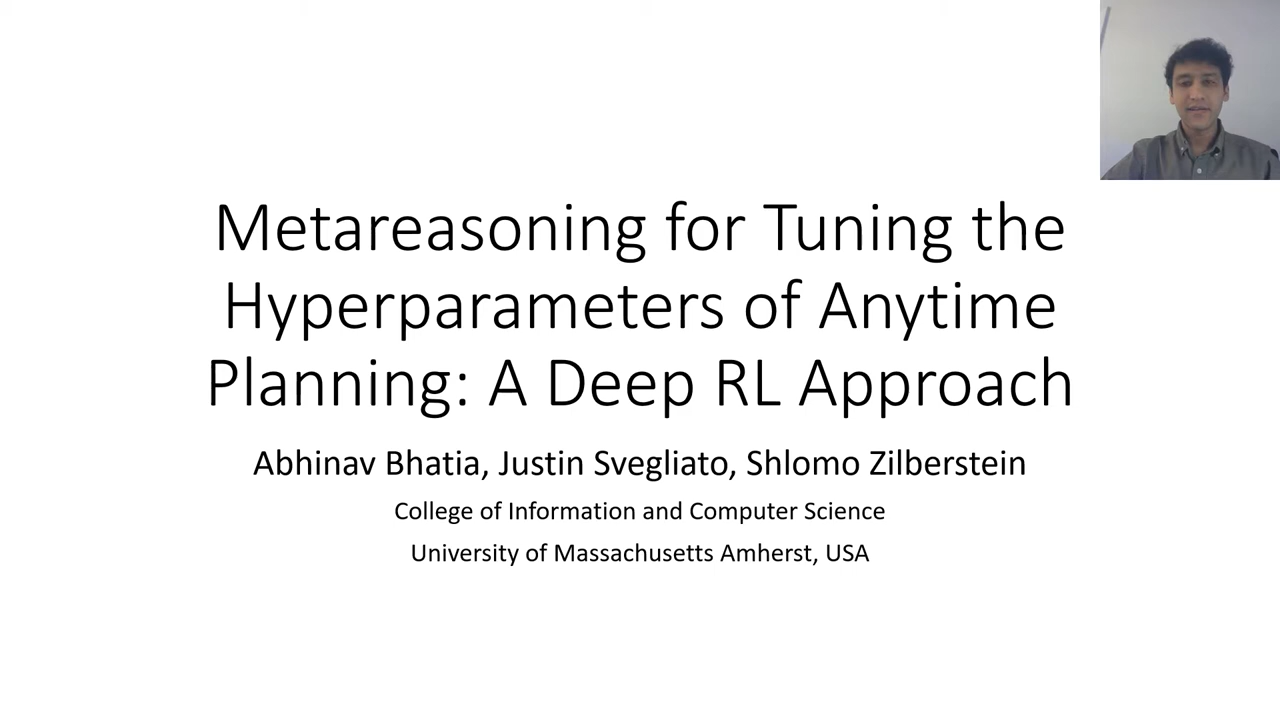 Metareasoning for Tuning the
Hyperparameters of Anytime
Planning: A Deep RL Approach
Abhinav Bhatia, Justin Svegliato, Shlomo Zilberstein
College of Information and Computer Science
University of Massachusetts Amherst, USA